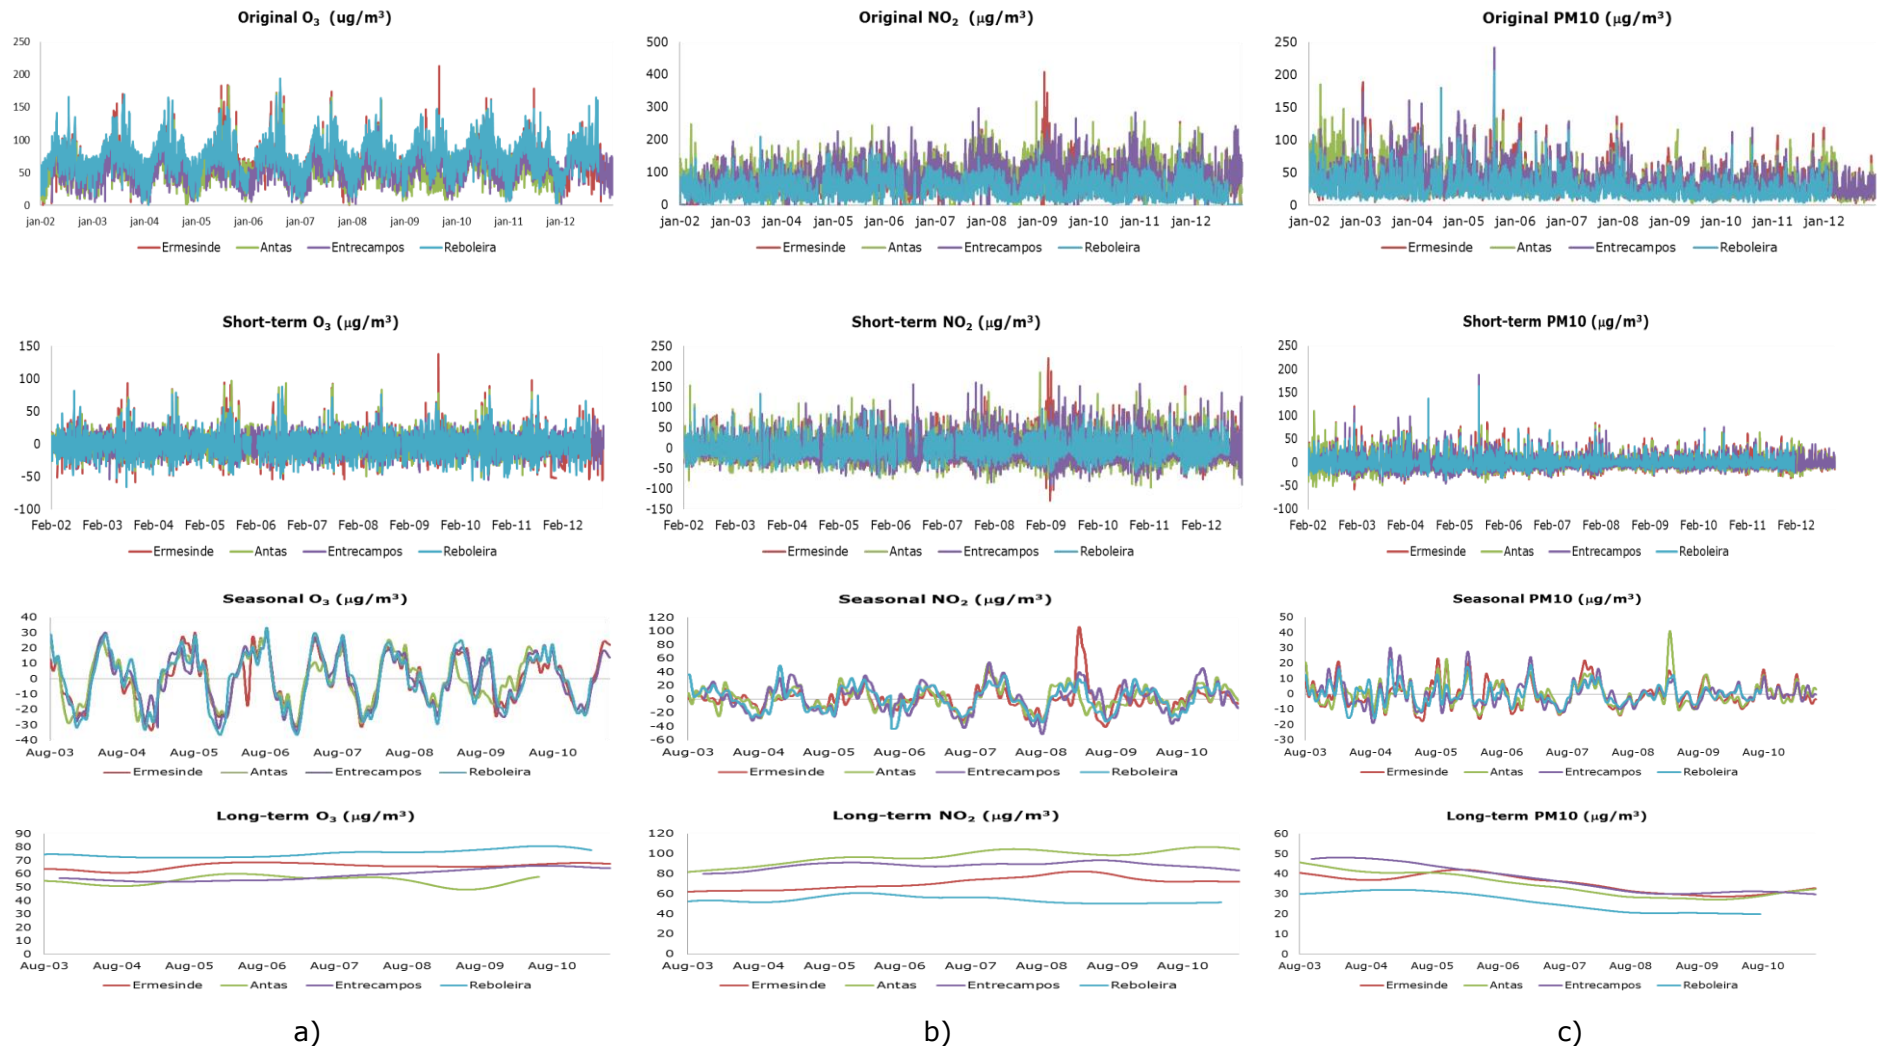 Original O₃ (ug/m³)
250
200
150
100
50
0
jan-02 jan-03 jan-04 jan-05 jan-06 jan-07 jan-08 jan-09 jan-10 jan-11 jan-12
Ermesinde Antas Entrecampos Reboleira
Original NO₂ (µg/m³)
500
400
300
200
100
0
jan-02 jan-03 jan-04 jan-05 jan-06 jan-07 jan-08 jan-09 jan-10 jan-11 jan-12
Ermesinde Antas Entrecampos Reboleira
Original PM10 (µg/m³)
250
200
150
100
50
0
jan-02 jan-03 jan-04 jan-05 jan-06 jan-07 jan-08 jan-09 jan-10 jan-11 jan-12
Ermesinde Antas Entrecampos Reboleira
Short-term O₃ (µg/m³)
150
100
50
0
-50
-100
Feb-02 Feb-03 Feb-04 Feb-05 Feb-06 Feb-07 Feb-08 Feb-09 Feb-10 Feb-11 Feb-12
Ermesinde Antas Entrecampos Reboleira
Short-term NO₂ (µg/m³)
250
200
150
100
50
0
-50
-100
-150
Feb-02 Feb-03 Feb-04 Feb-05 Feb-06 Feb-07 Feb-08 Feb-09 Feb-10 Feb-11 Feb-12
Ermesinde Antas Entrecampos Reboleira
Short-term PM10 (µg/m³)
250
200
150
100
50
0
-50
-100
Feb-02 Feb-03 Feb-04 Feb-05 Feb-06 Feb-07 Feb-08 Feb-09 Feb-10 Feb-11 Feb-12
Ermesinde Antas Entrecampos Reboleira
Seasonal O₃ (µg/m³)
40
30
20
10
0
-10
-20
-30
-40
Aug-03 Aug-04 Aug-05 Aug-06 Aug-07 Aug-08 Aug-09 Aug-10
Ermesinde Antas Entrecampos Reboleira
Seasonal NO₂ (µg/m³)
120
100
80
60
40
20
0
-20
-40
-60
Aug-03 Aug-04 Aug-05 Aug-06 Aug-07 Aug-08 Aug-09 Aug-10
Ermesinde Antas Entrecampos Reboleira
Seasonal PM10 (µg/m³)
50
40
30
20
10
0
-10
-20
-30
Aug-03 Aug-04 Aug-05 Aug-06 Aug-07 Aug-08 Aug-09 Aug-10
Ermesinde Antas Entrecampos Reboleira
Long-term O₃ (µg/m³)
90
80
70
60
50
40
30
20
10
0
Aug-03 Aug-04 Aug-05 Aug-06 Aug-07 Aug-08 Aug-09 Aug-10
Ermesinde Antas Entrecampos Reboleira
Long-term NO₂ (µg/m³)
120
100
80
60
40
20
0
Aug-03 Aug-04 Aug-05 Aug-06 Aug-07 Aug-08 Aug-09 Aug-10
Ermesinde Antas Entrecampos Reboleira
Long-term PM10 (µg/m³)
60
50
40
30
20
10
0
Aug-03 Aug-04 Aug-05 Aug-06 Aug-07 Aug-08 Aug-09 Aug-10
Ermesinde Antas Entrecampos Reboleira
a) b) c)